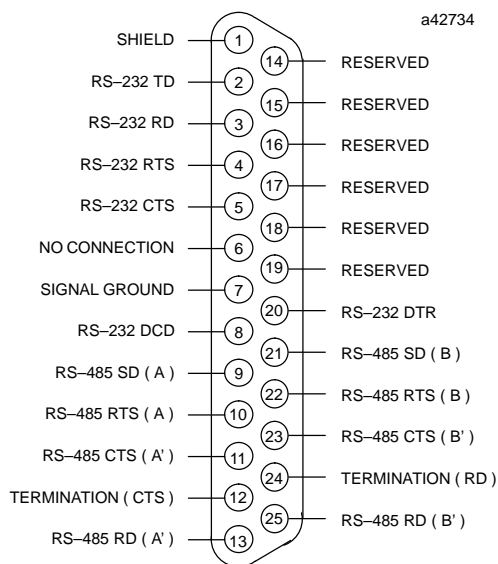 a42734
SHIELD 1
14 RESERVED
RS–232 TD 2
15 RESERVED
RS–232 RD 3
16 RESERVED
RS–232 RTS 4
17 RESERVED
RS–232 CTS 5
18 RESERVED
NO CONNECTION 6
19 RESERVED
SIGNAL GROUND 7
20 RS–232 DTR
RS–232 DCD 8
21 RS–485 SD ( B )
RS–485 SD ( A ) 9
22 RS–485 RTS ( B )
RS–485 RTS ( A ) 10
23 RS–485 CTS ( B' )
RS–485 CTS ( A' ) 11
24 TERMINATION ( RD )
TERMINATION ( CTS ) 12
25 RS–485 RD ( B' )
RS–485 RD ( A' ) 13